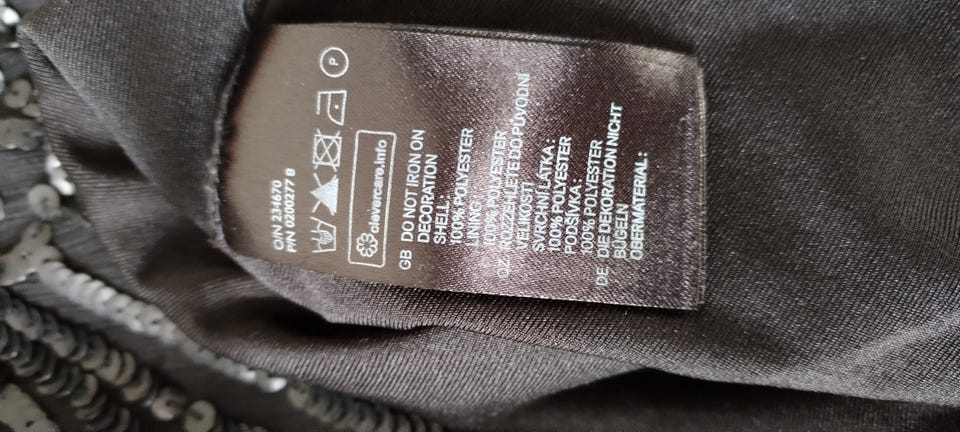 O/N 234670
P/N 0200277 8
P
clevercare.info
GB DO NOT IRON ON
DECORATION
SHELL:
100% POLYESTER
LINING:
100% POLYESTER
CZ ROZŽEHLETE DO PŮVODNÍ
VELIKOSTI
SVRCHNÍ LÁTKA:
100% POLYESTER
PODŠÍVKA:
100% POLYESTER
DE DIE DEKORATION NICHT
BÜGELN
OBERMATERIAL: